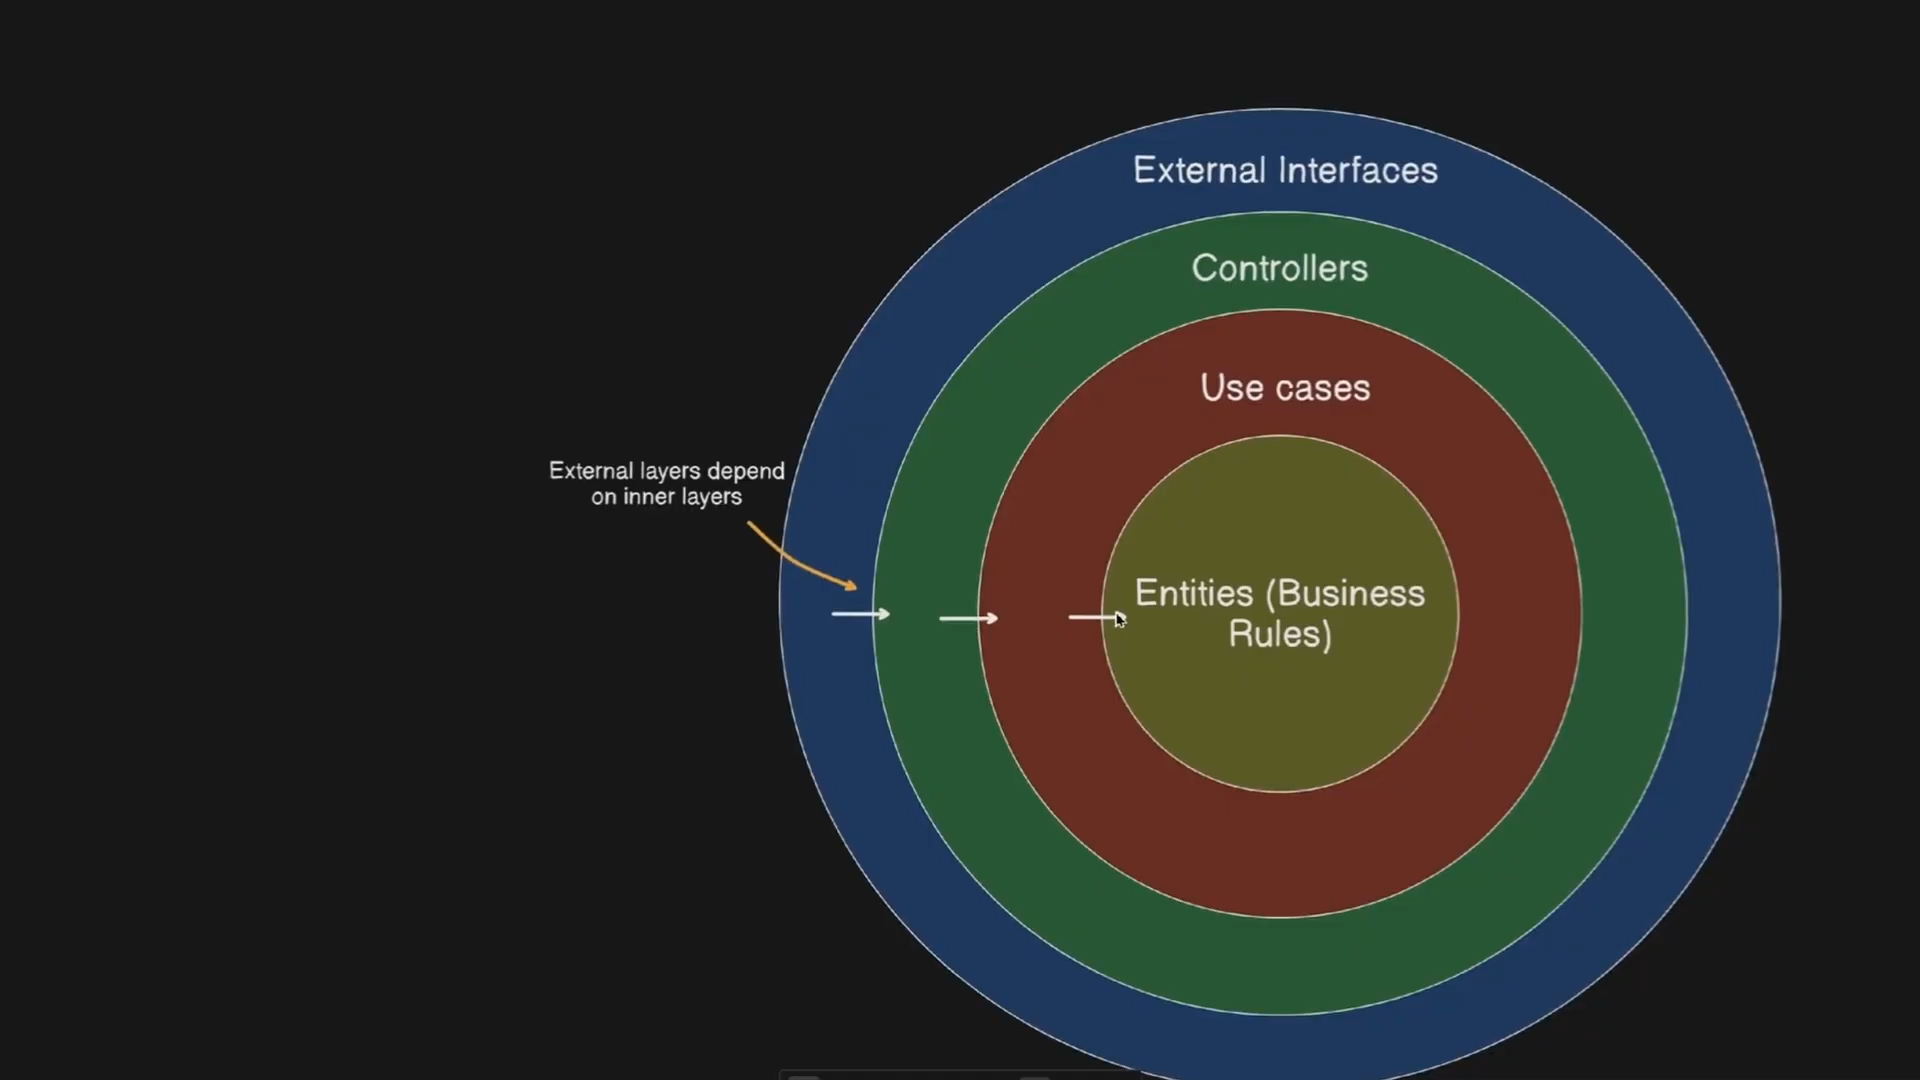 External Interfaces
Controllers
Use cases
External layers depend
on inner layers
Entities (Business
Rules)